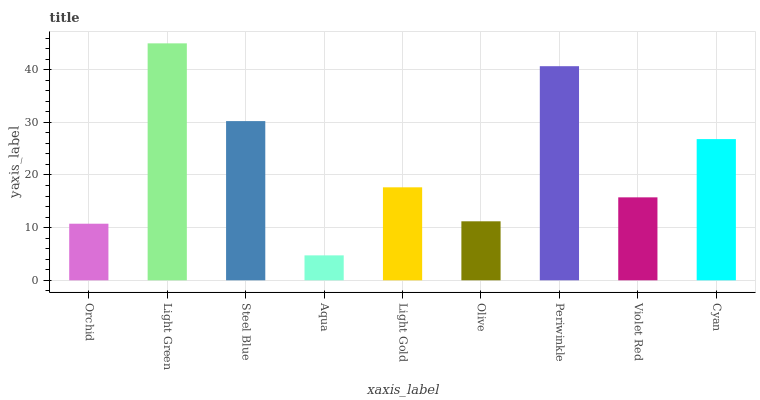 title
yaxis_label
40
30
20
10
0
Orchid
Light Green
Steel Blue
Aqua
Light Gold
Olive
Periwinkle
Violet Red
Cyan
xaxis_label